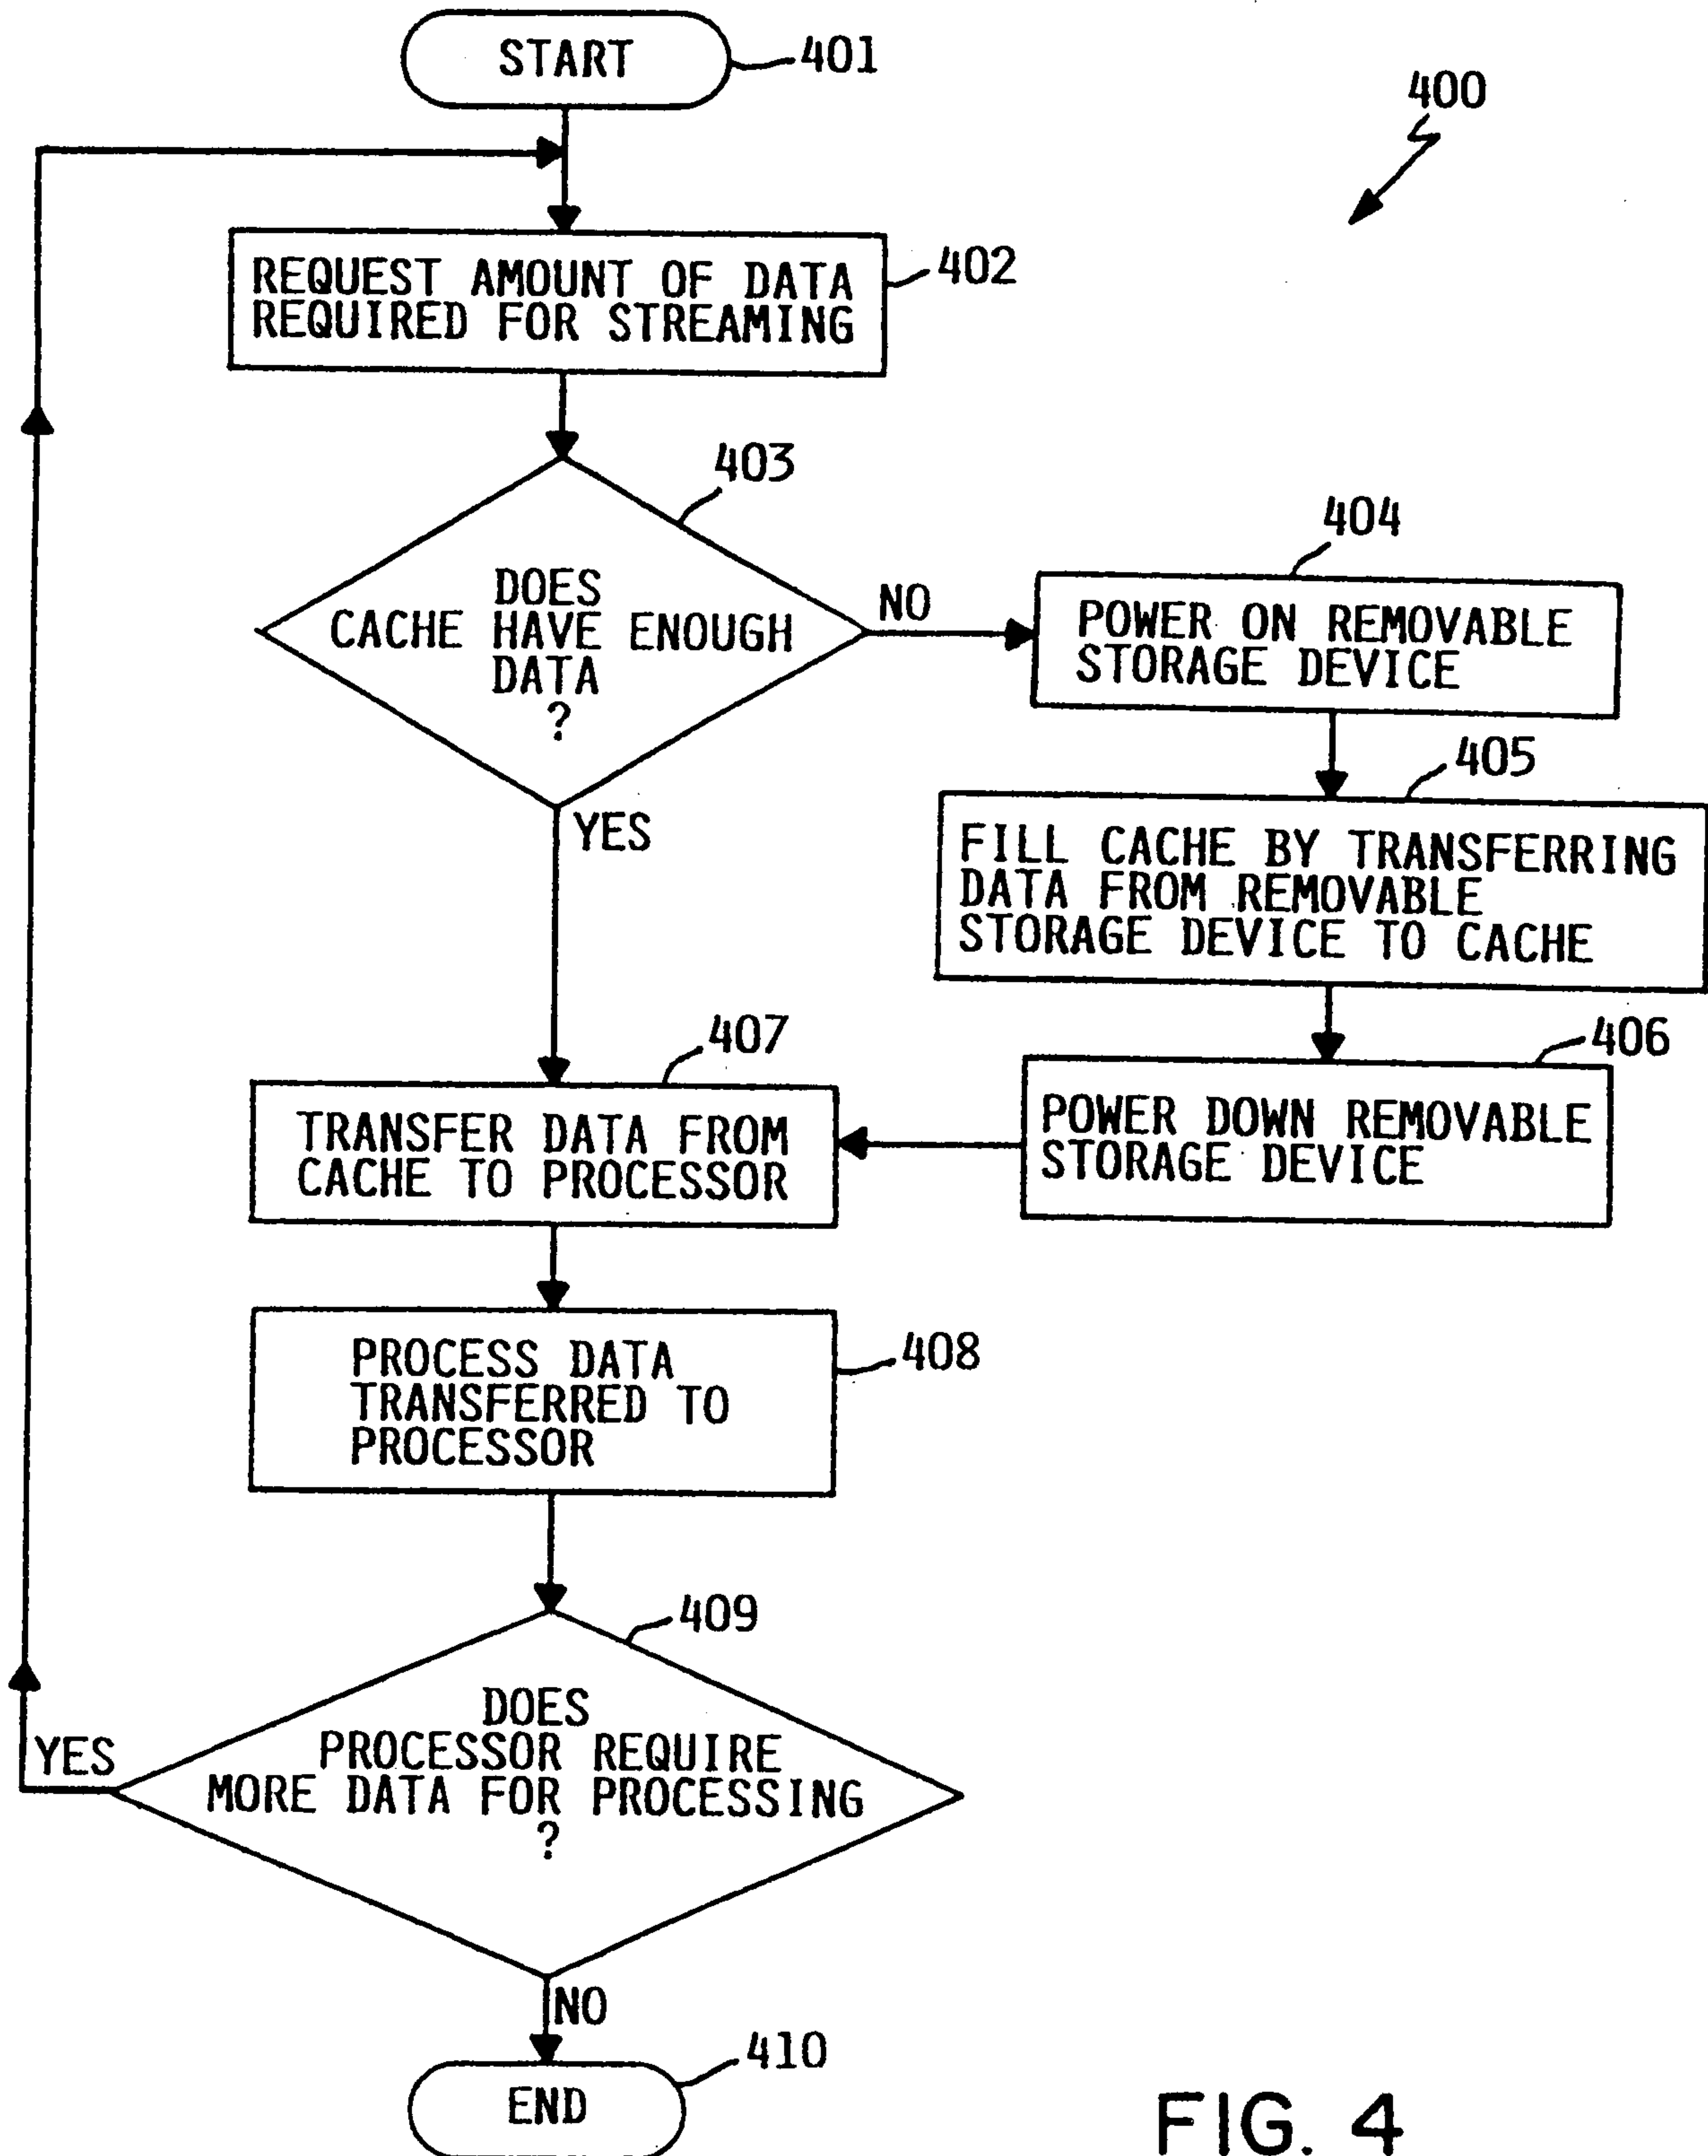 START
401
400
REQUEST AMOUNT OF DATA
REQUIRED FOR STREAMING
402
403
DOES
CACHE HAVE ENOUGH
DATA
?
NO
YES
404
POWER ON REMOVABLE
STORAGE DEVICE
405
FILL CACHE BY TRANSFERRING
DATA FROM REMOVABLE
STORAGE DEVICE TO CACHE
406
POWER DOWN REMOVABLE
STORAGE DEVICE
407
TRANSFER DATA FROM
CACHE TO PROCESSOR
408
PROCESS DATA
TRANSFERRED TO
PROCESSOR
409
DOES
PROCESSOR REQUIRE
MORE DATA FOR PROCESSING
?
YES
NO
410
END
FIG. 4